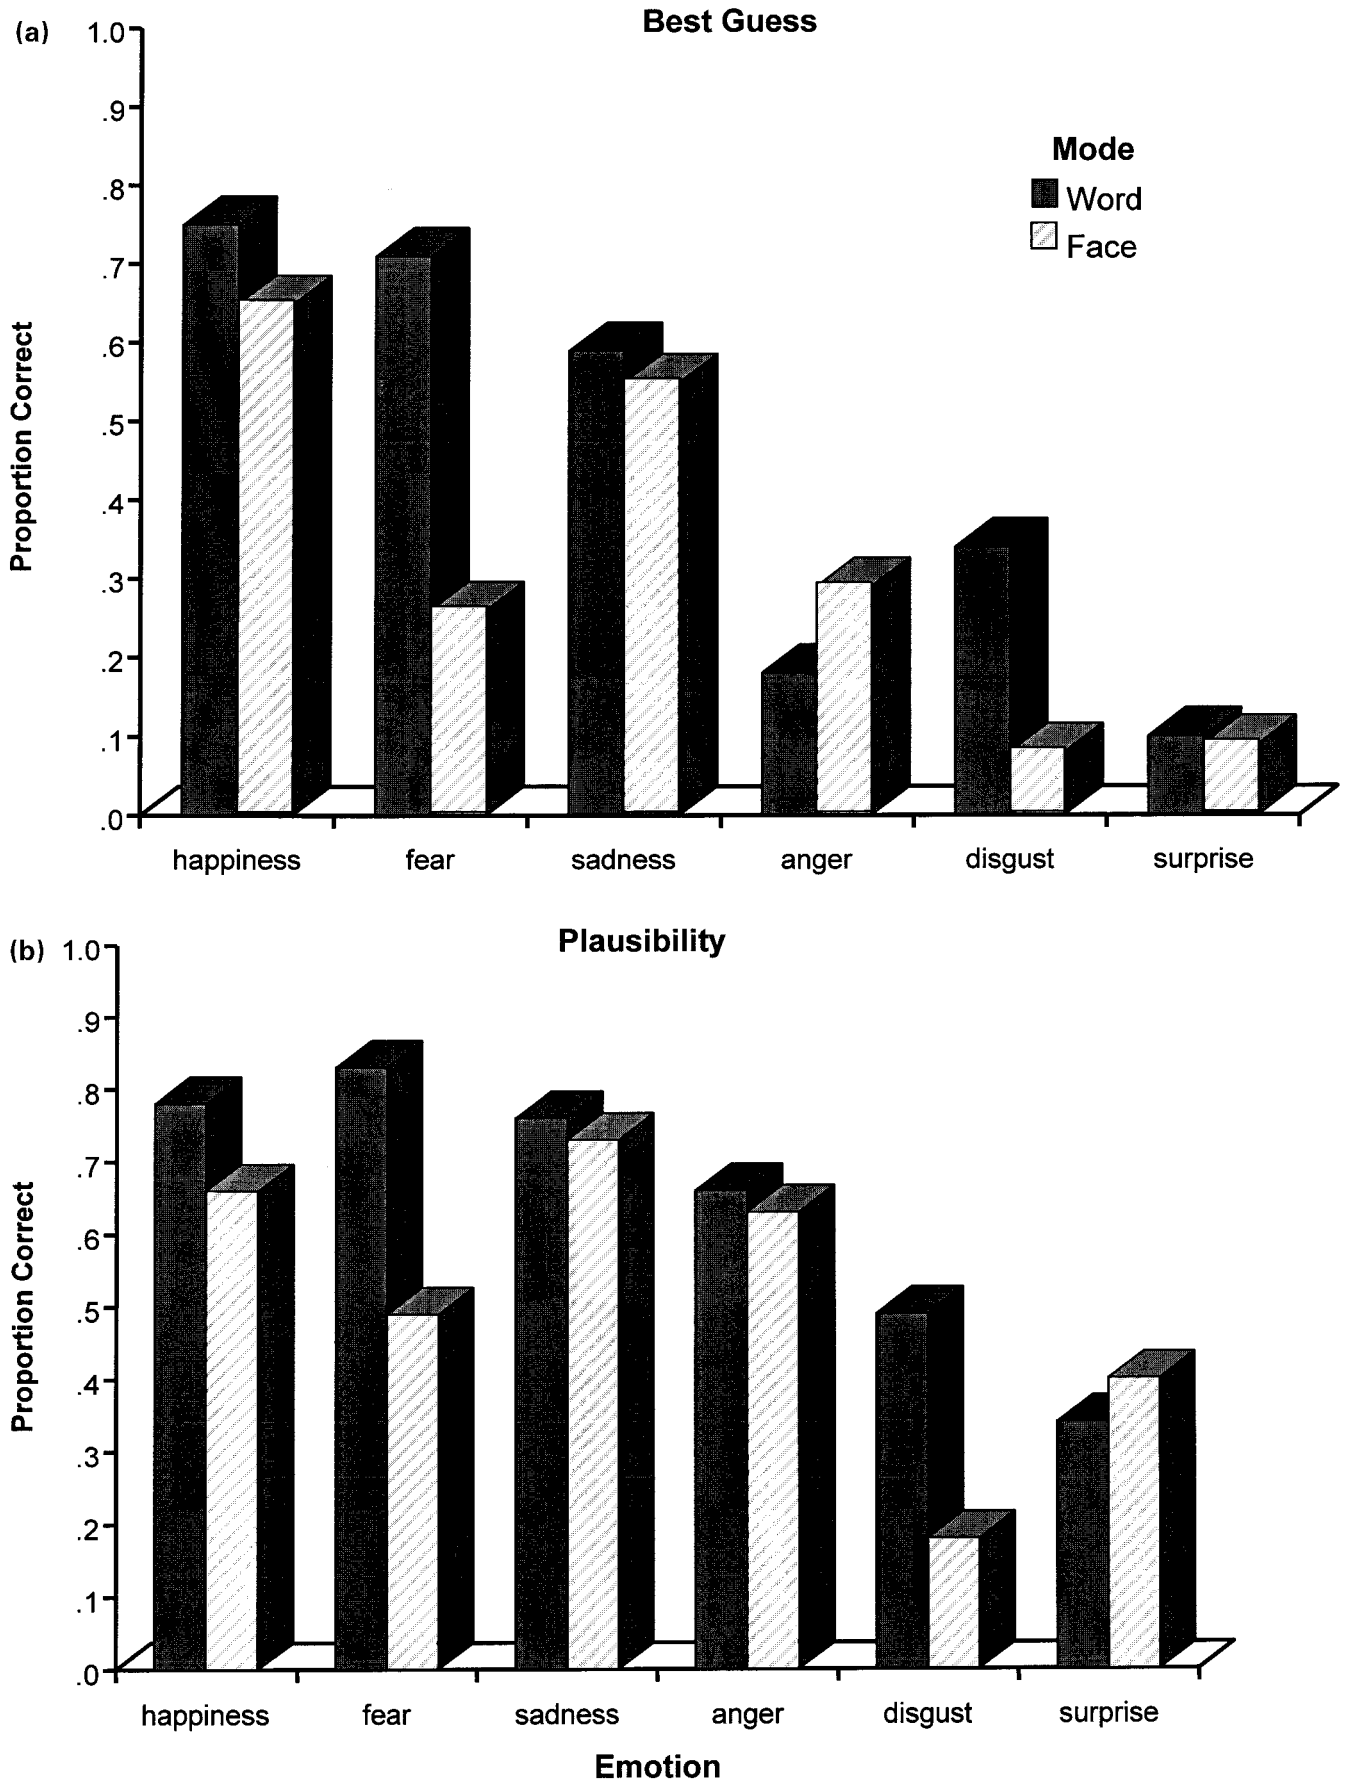 (a)
Best Guess
1.0
.9
.8
.7
.6
.5
.4
.3
.2
.1
.0
Proportion Correct
Mode
Word
Face
happiness fear sadness anger disgust surprise
(b)
Plausibility
1.0
.9
.8
.7
.6
.5
.4
.3
.2
.1
.0
Proportion Correct
happiness fear sadness anger disgust surprise
Emotion